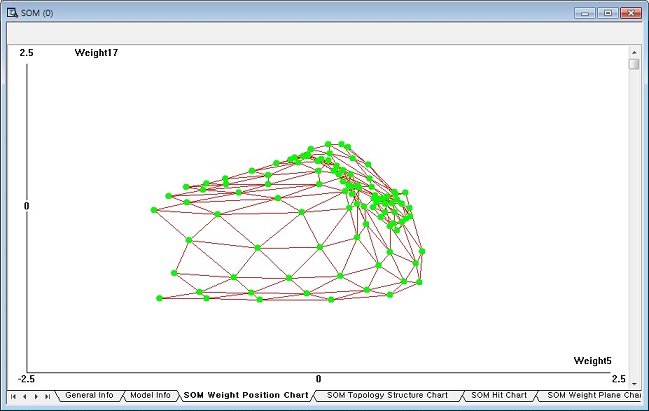 SOM (0)
2.5 Weight17
0
Weight5
-2.5 0 2.5
General Info Model Info SOM Weight Position Chart SOM Topology Structure Chart SOM Hit Chart SOM Weight Plane Char